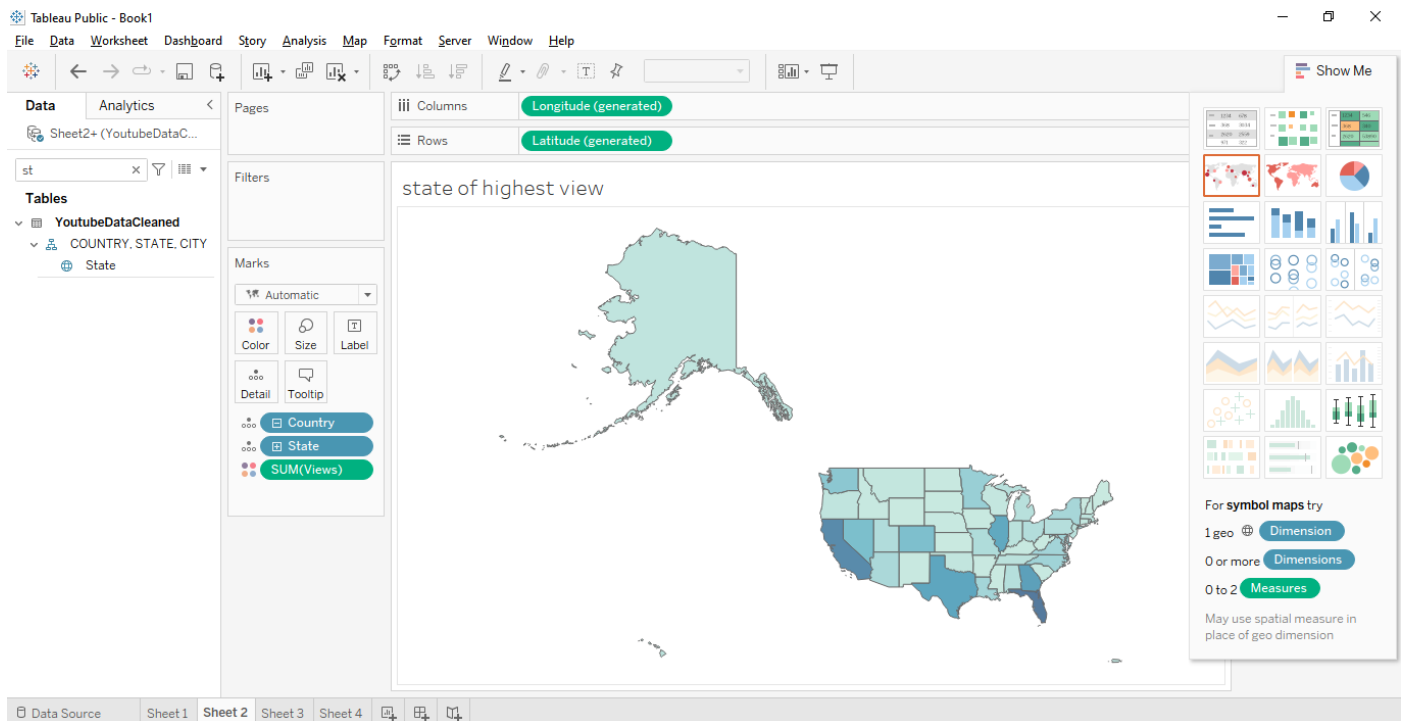 Tableau Public - Book1
File Data Worksheet Dashboard Story Analysis Map Format Server Window Help
Show Me
Data Analytics
Sheet2+ (YoutubeDataC...
st
Tables
YoutubeDataCleaned
COUNTRY, STATE, CITY
State
Pages
Filters
Marks
Automatic
Color Size Label
Detail Tooltip
Country
State
SUM(Views)
Columns Longitude (generated)
Rows Latitude (generated)
state of highest view
For symbol maps try
1 geo Dimension
0 or more Dimensions
0 to 2 Measures
May use spatial measure in
place of geo dimension
Data Source Sheet 1 Sheet 2 Sheet 3 Sheet 4